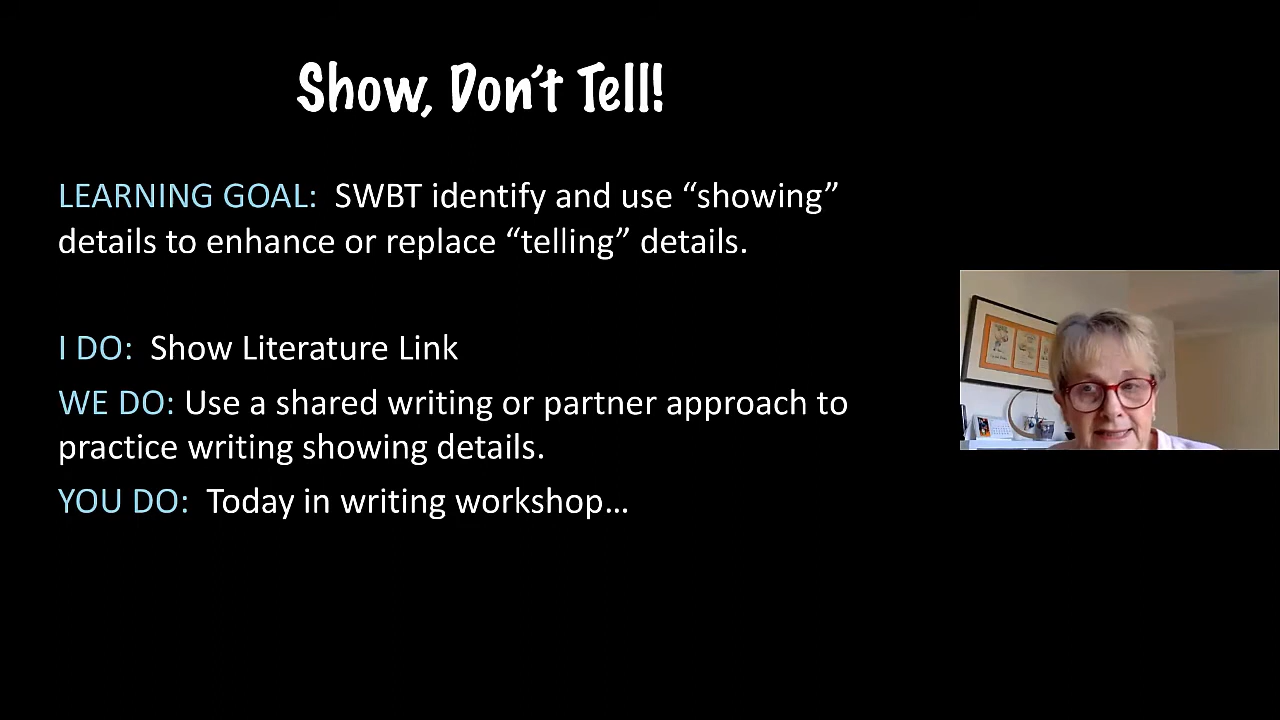 Show, Don't Tell!
LEARNING GOAL: SWBT identify and use “showing”
details to enhance or replace “telling” details.
I DO: Show Literature Link
WE DO: Use a shared writing or partner approach to
practice writing showing details.
YOU DO: Today in writing workshop…